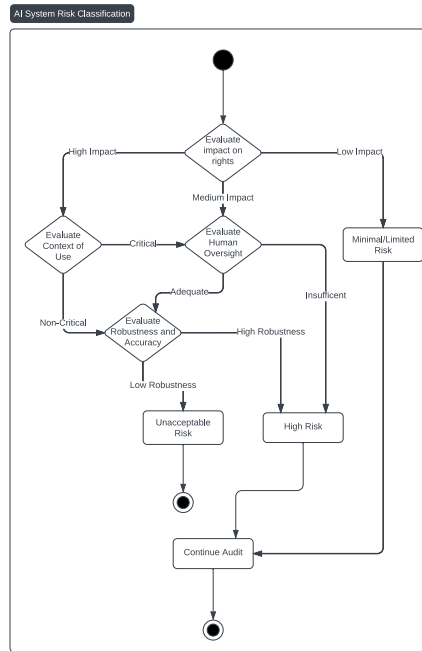 AI System Risk Classification
Evaluate
impact on
rights
High Impact
Low Impact
Medium Impact
Evaluate
Context of
Use
Critical
Evaluate
Human
Oversight
Minimal/Limited
Risk
Adequate
Insufficent
Non-Critical
Evaluate
Robustness and
Accuracy
High Robustness
Low Robustness
Unacceptable
Risk
High Risk
Continue Audit